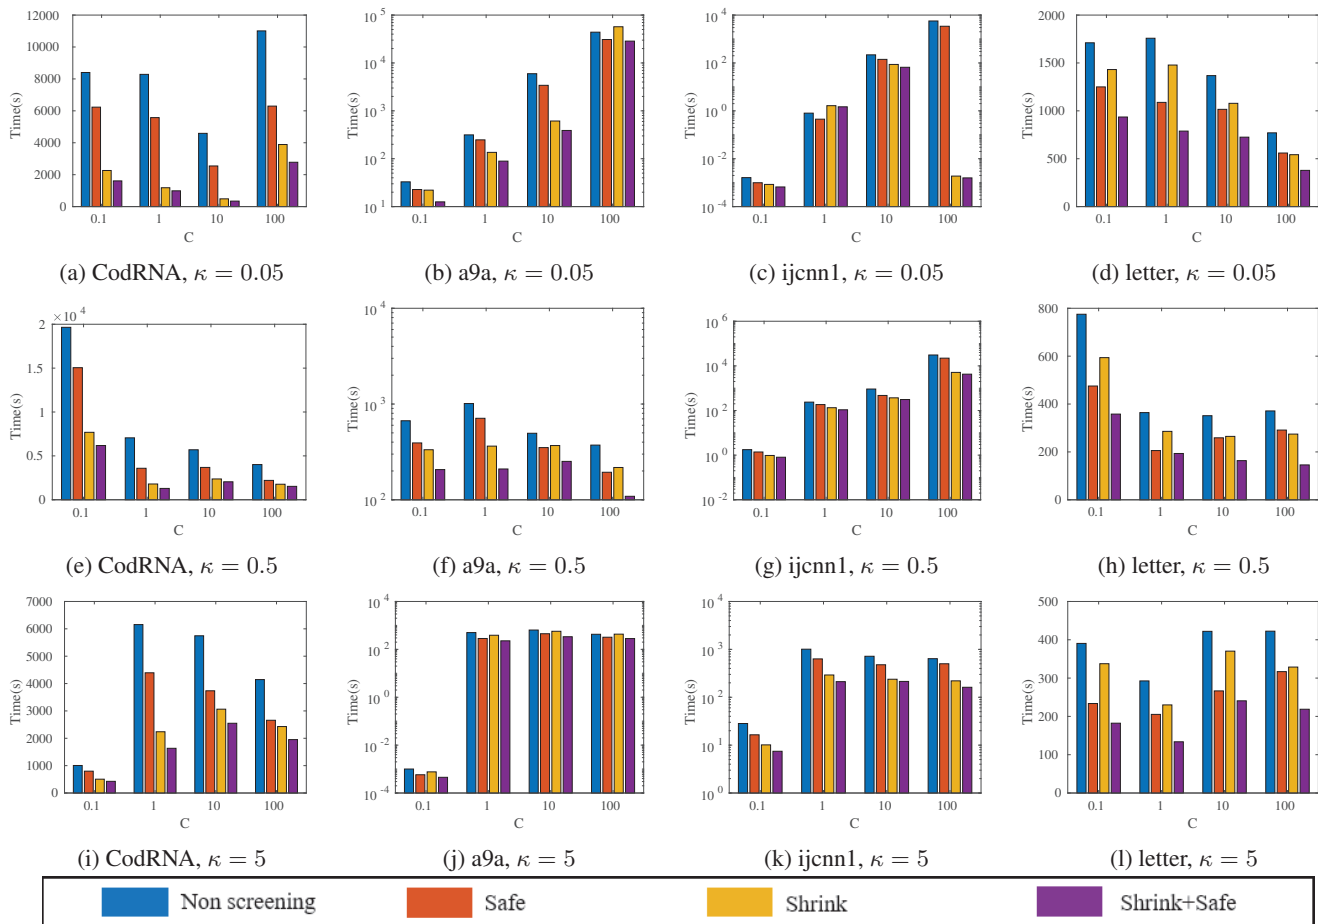 12000
10000
8000
6000
4000
2000
0
Time(s)
0.1 1 10 100
C
(a) CodRNA, κ = 0.05
10^5
10^4
10^3
10^2
10^1
Time(s)
0.1 1 10 100
C
(b) a9a, κ = 0.05
10^4
10^2
10^0
10^-2
10^-4
Time(s)
0.1 1 10 100
C
(c) ijcnn1, κ = 0.05
2000
1500
1000
500
0
Time(s)
0.1 1 10 100
C
(d) letter, κ = 0.05
× 10^4
2
1.5
1
0.5
0
Time(s)
0.1 1 10 100
C
(e) CodRNA, κ = 0.5
10^4
10^3
10^2
Time(s)
0.1 1 10 100
C
(f) a9a, κ = 0.5
10^6
10^4
10^2
10^0
10^-2
Time(s)
0.1 1 10 100
C
(g) ijcnn1, κ = 0.5
800
600
400
200
0
Time(s)
0.1 1 10 100
C
(h) letter, κ = 0.5
7000
6000
5000
4000
3000
2000
1000
0
Time(s)
0.1 1 10 100
C
(i) CodRNA, κ = 5
10^4
10^2
10^0
10^-2
10^-4
Time(s)
0.1 1 10 100
C
(j) a9a, κ = 5
10^4
10^3
10^2
10^1
10^0
Time(s)
0.1 1 10 100
C
(k) ijcnn1, κ = 5
500
400
300
200
100
0
Time(s)
0.1 1 10 100
C
(l) letter, κ = 5
Non screening Safe Shrink Shrink+Safe